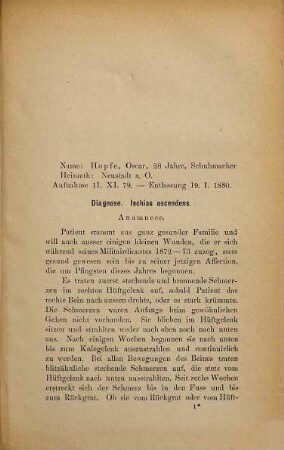 Name: Hopfe, Oscar, 28 Jahre, Schuhmacher
Heimath: Neustadt a. O.
Aufnahme 11. XI. 79. — Entlassung 19. I. 1880.
Diagnose. Ischias ascendens.
Anamnese.
Patient stammt aus ganz gesunder Familie und
will auch ausser einigen kleinen Wunden, die er sich
während seines Militairdienstes 1872—73 zuzog, stets
gesund gewesen sein bis zu seiner jetzigen Affection,
die um Pfingsten dieses Jahres begonnen.
Es traten zuerst stechende und brennende Schmer-
zen im rechten Hüftgelenk auf, sobald Patient das
rechte Bein nach aussen drehte, oder es stark krümmte.
Die Schmerzen waren Anfangs beim gewöhnlichen
Gehen nicht vorhanden. Sie blieben im Hüftgelenk
sitzen und strahlten weder nach oben noch nach unten
aus. Nach einigen Wochen begannen sie nach unten
bis zum Kniegelenk auszustrahlen und continuirlich
zu werden. Bei allen Bewegungen des Beines traten
blitzähnliche stechende Schmerzen auf, die stets vom
Hüftgelenk nach unten ausstrahlten. Seit sechs Wochen
erstreckt sich der Schmerz bis in den Fuss und bis
zum Rückgrat. Ob sie vom Rückgrat oder vom Hüft-
1*